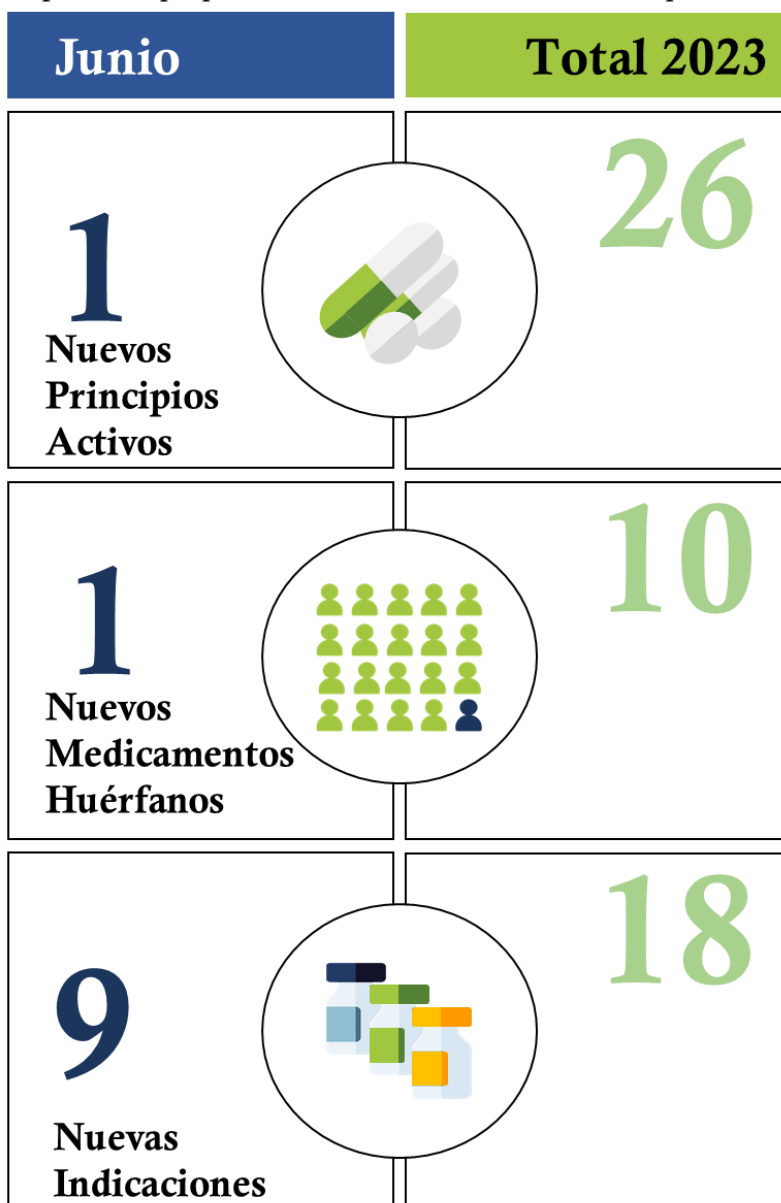 Junio
Total 2023
1
Nuevos
Principios
Activos
26
1
Nuevos
Medicamentos
Huérfanos
10
9
Nuevas
Indicaciones
18